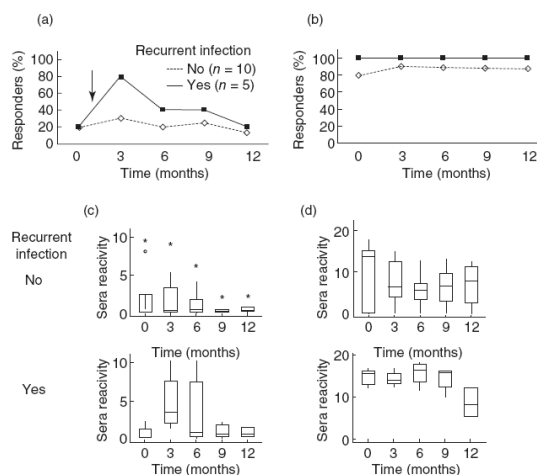 (a)
Recurrent infection
No (n = 10)
Yes (n = 5)
Responders (%)
100
80
60
40
20
0
0 3 6 9 12
Time (months)
(b)
Responders (%)
100
80
60
40
20
0
0 3 6 9 12
Time (months)
Recurrent
infection
No
(c)
Sera reacivity
10
5
0
* * * * *
0 3 6 9 12
Time (months)
(d)
Sera reacivity
20
10
0
0 3 6 9 12
Time (months)
Yes
Sera reactivity
10
5
0
0 3 6 9 12
Time (months)
Sera reactivity
20
10
0
0 3 6 9 12
Time (months)